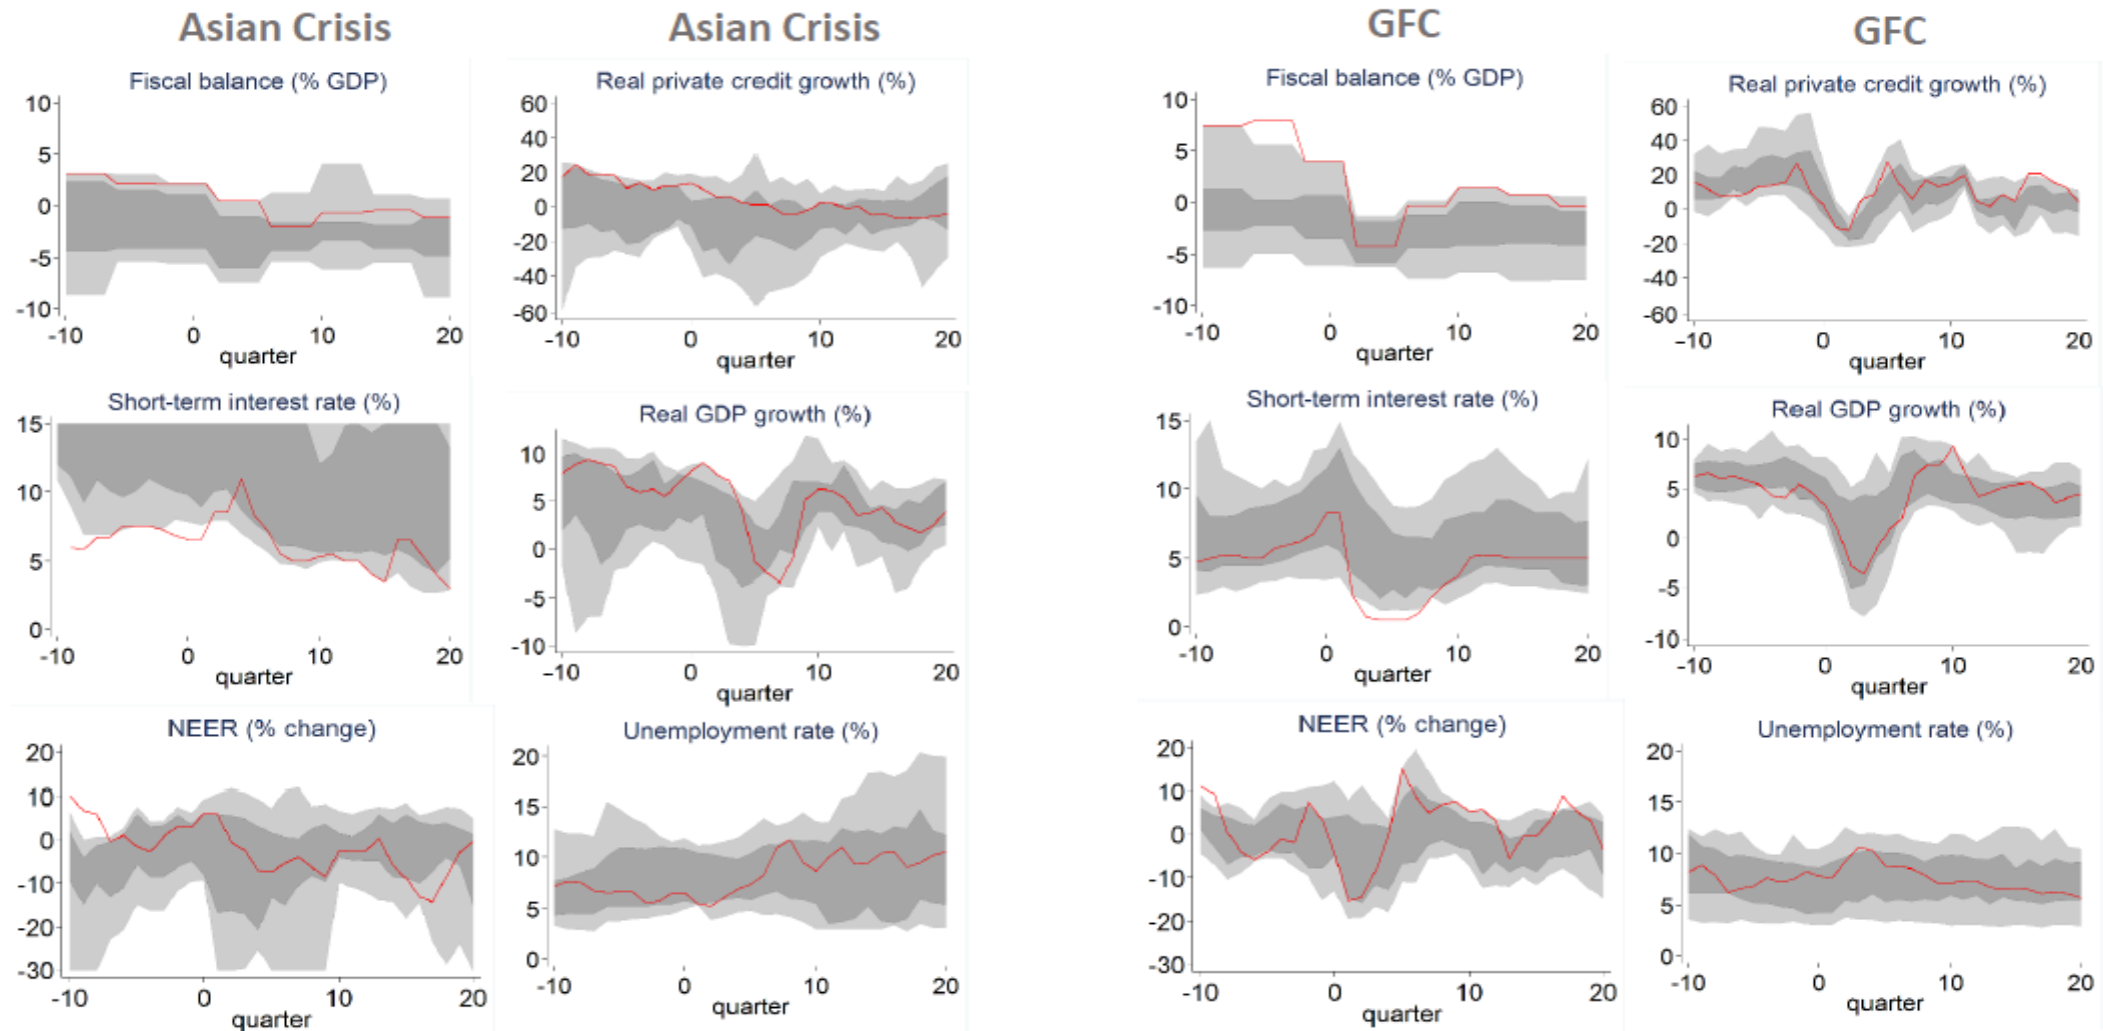 Asian Crisis
Asian Crisis
GFC
GFC
Fiscal balance (% GDP)
10
5
0
-5
-10
-10 0 10 20
quarter
Real private credit growth (%)
60
40
20
0
-20
-40
-60
-10 0 10 20
quarter
Fiscal balance (% GDP)
10
5
0
-5
-10
-10 0 10 20
quarter
Real private credit growth (%)
60
40
20
0
-20
-40
-60
-10 0 10 20
quarter
Short-term interest rate (%)
15
10
5
0
-10 0 10 20
quarter
Real GDP growth (%)
10
5
0
-5
-10
-10 0 10 20
quarter
Short-term interest rate (%)
15
10
5
0
-10 0 10 20
quarter
Real GDP growth (%)
10
5
0
-5
-10
-10 0 10 20
quarter
NEER (% change)
20
10
0
-10
-20
-30
-10 0 10 20
quarter
Unemployment rate (%)
20
15
10
5
0
-10 0 10 20
quarter
NEER (% change)
20
10
0
-10
-20
-30
-10 0 10 20
quarter
Unemployment rate (%)
20
15
10
5
0
-10 0 10 20
quarter